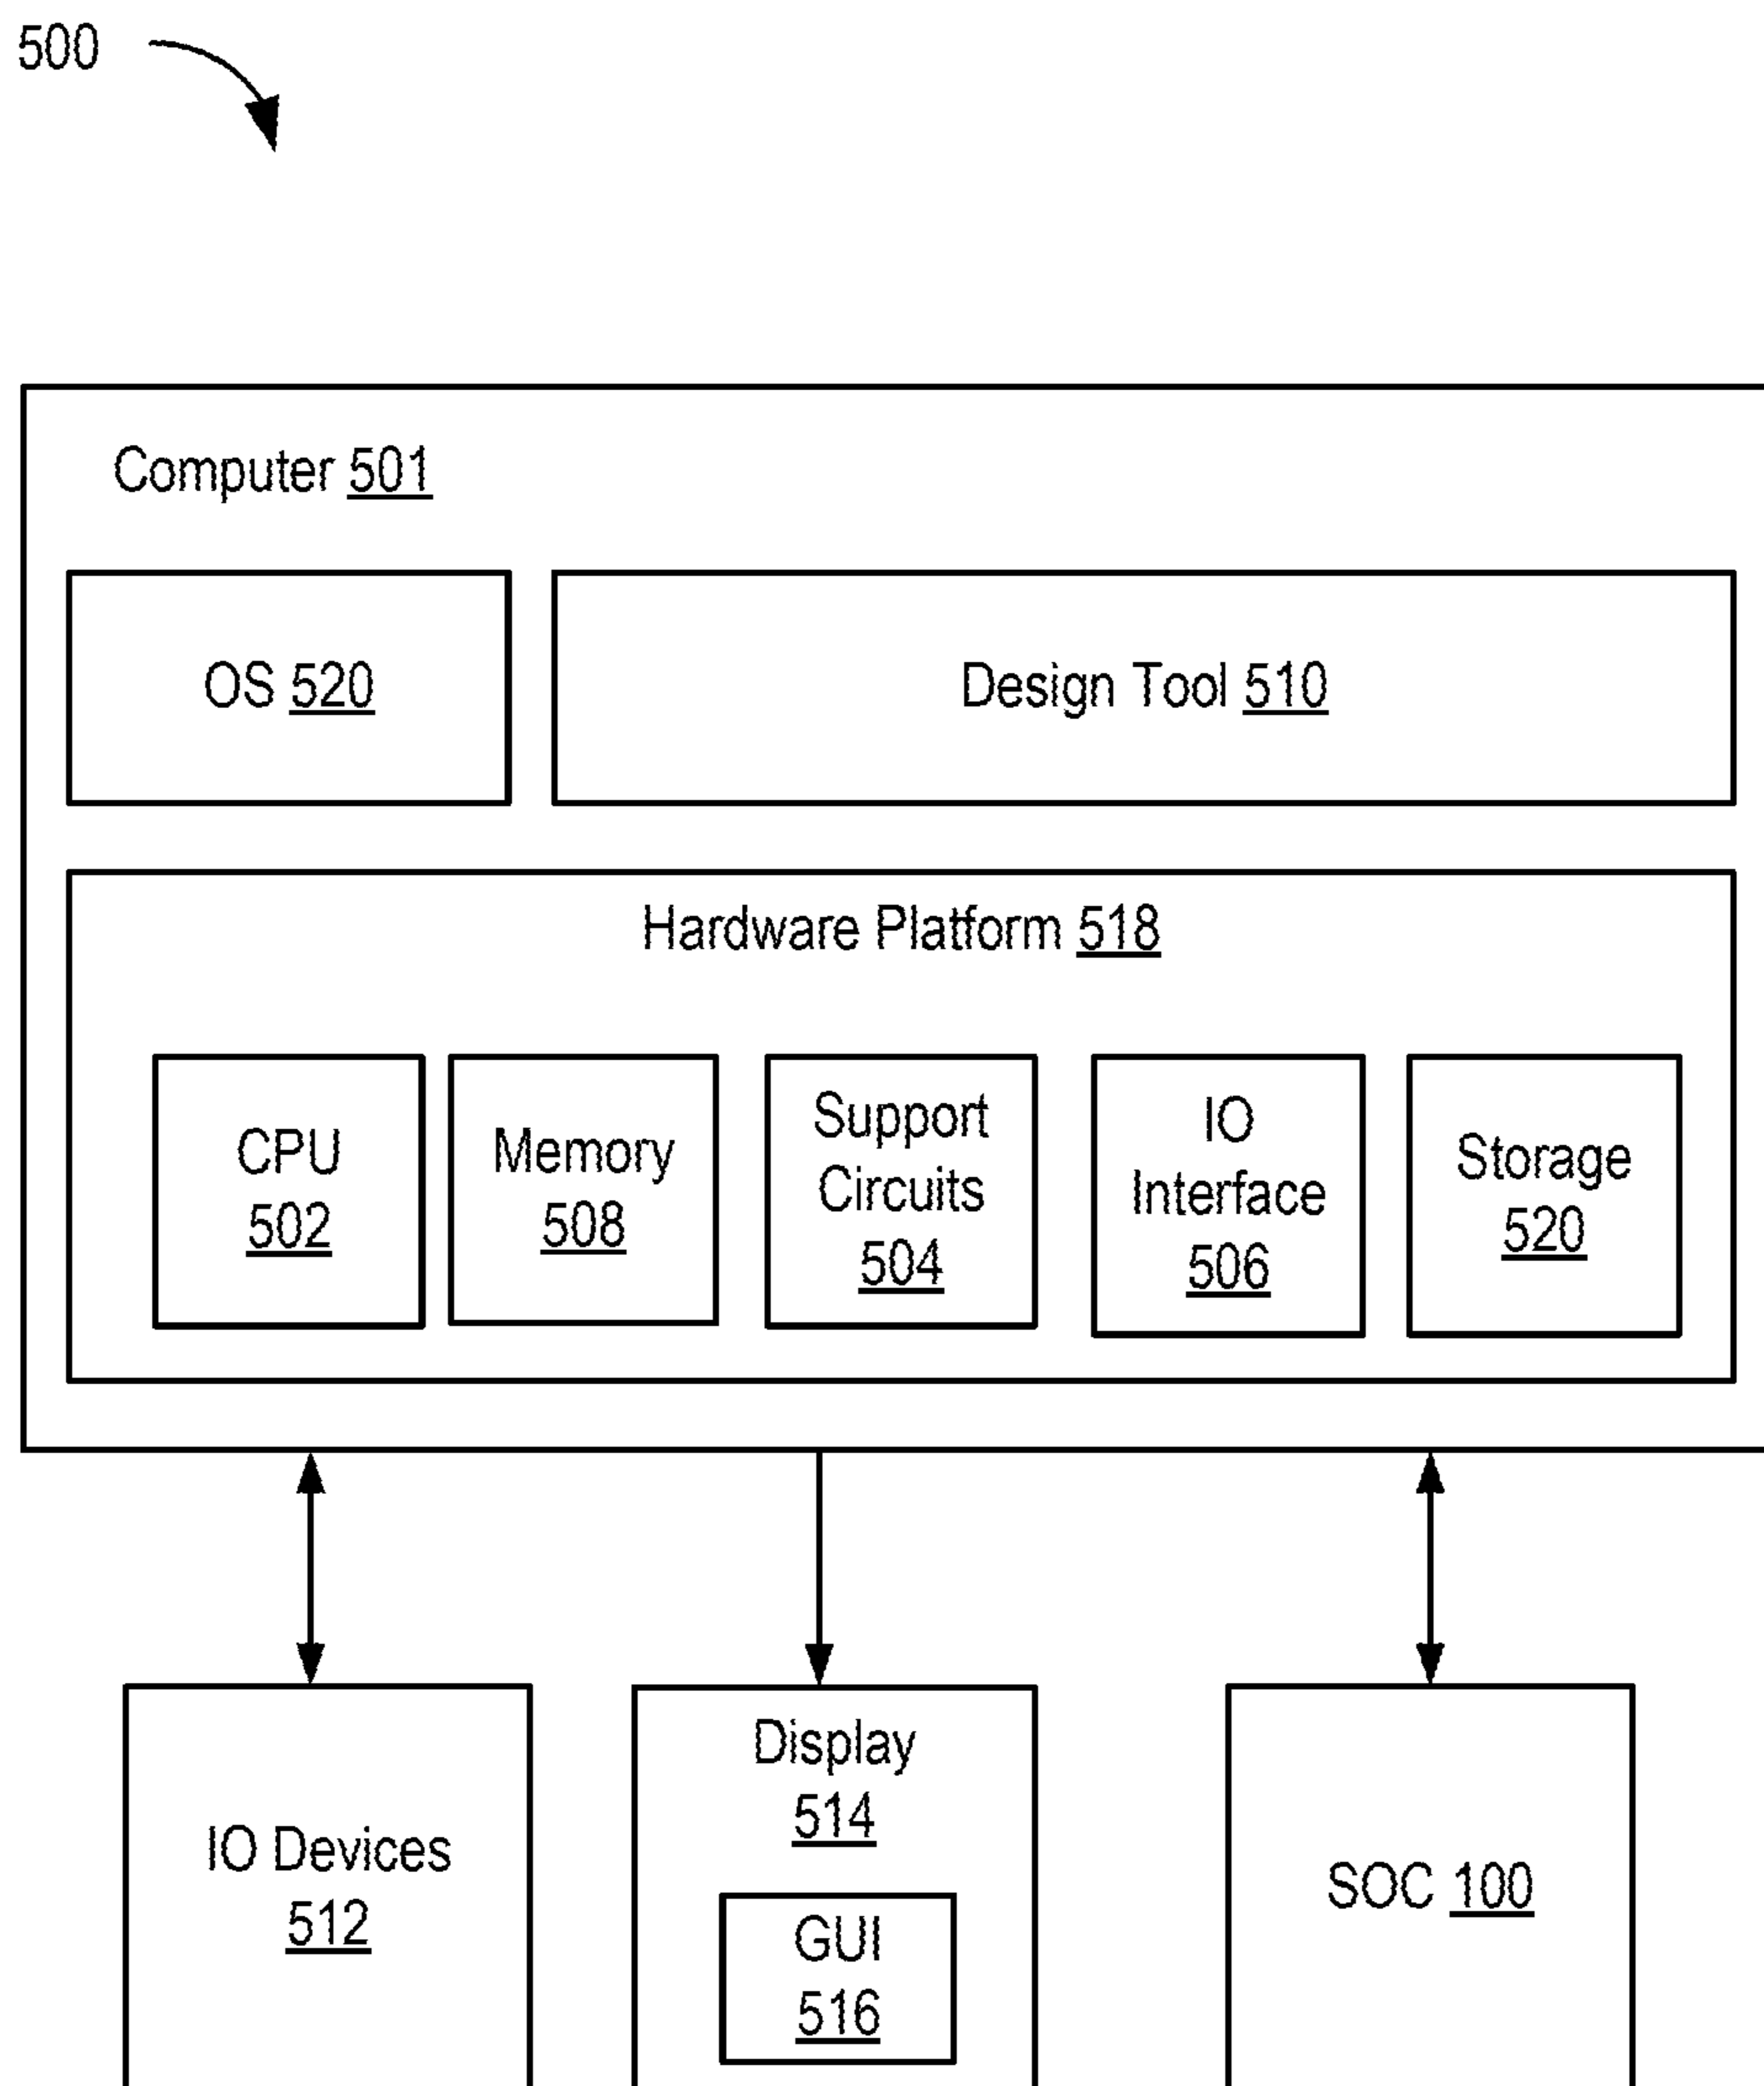 500
Computer 501
OS 520
Design Tool 510
Hardware Platform 518
CPU
502
Memory
508
Support
Circuits
504
IO
Interface
506
Storage
520
IO Devices
512
Display
514
GUI
516
SOC 100